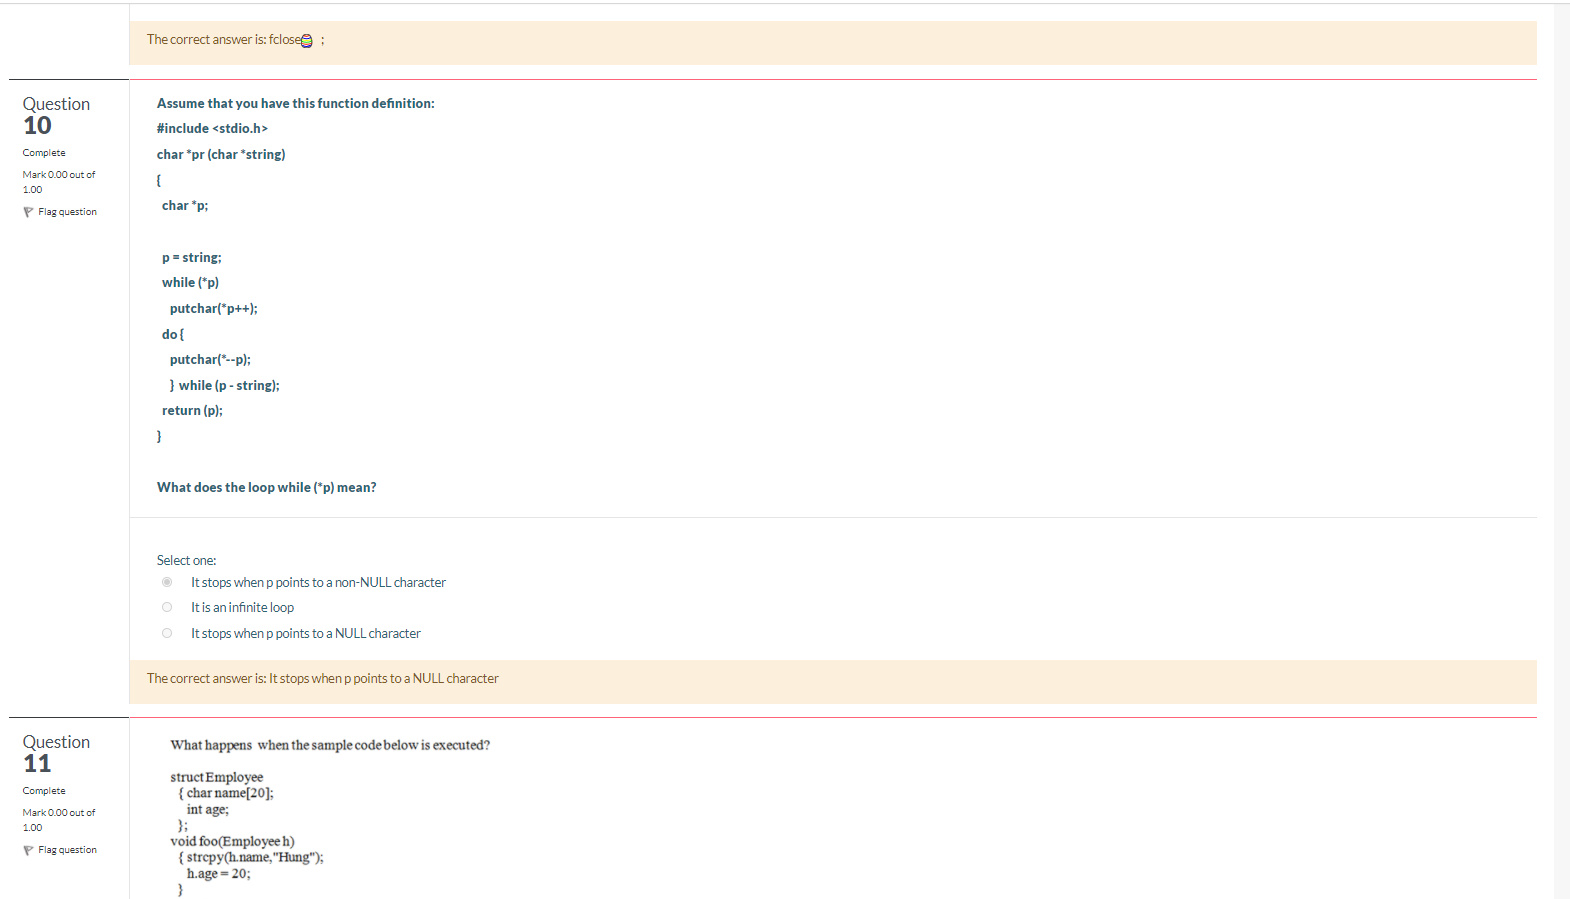 The correct answer is: fclose ;
Question
10
Complete
Mark 0.00 out of
1.00
Flag question
Assume that you have this function definition:
#include <stdio.h>
char *pr (char *string)
{
char *p;
p = string;
while (*p)
putchar(*p++);
do {
putchar(*--p);
} while (p - string);
return (p);
}
What does the loop while (*p) mean?
Select one:
It stops when p points to a non-NULL character
It is an infinite loop
It stops when p points to a NULL character
The correct answer is: It stops when p points to a NULL character
Question
11
Complete
Mark 0.00 out of
1.00
Flag question
What happens when the sample code below is executed?
struct Employee
{ char name[20];
int age;
};
void foo(Employee h)
{ strcpy(h.name,"Hung");
h.age = 20;
}